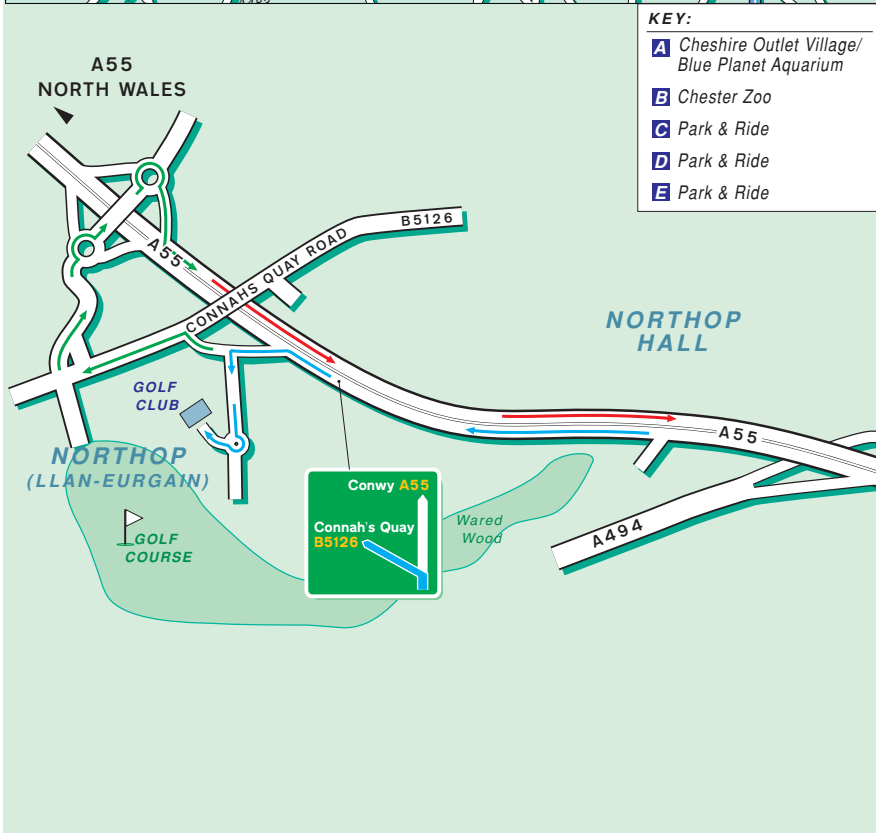 KEY:
A Cheshire Outlet Village/
Blue Planet Aquarium
B Chester Zoo
C Park & Ride
D Park & Ride
E Park & Ride
A55
NORTH WALES
B5126
A55
CONNAHS QUAY ROAD
NORTHOP
HALL
GOLF
CLUB
A55
NORTHOP
(LLAN-EURGAIN)
Conwy A55
Connah's Quay
B5126
Wared
Wood
GOLF
COURSE
A494